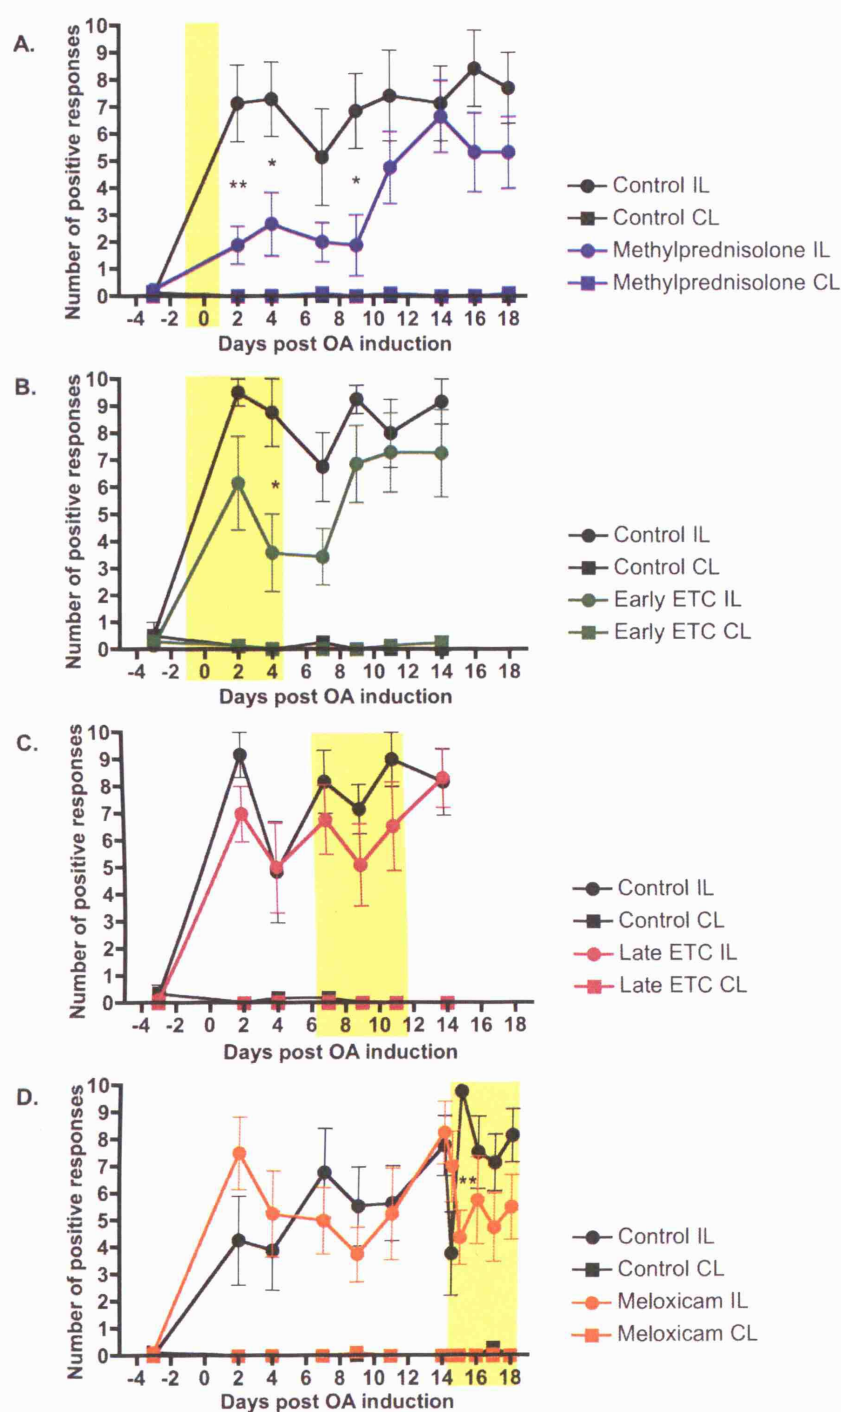 A.
Number of positive responses
10
9
8
7
6
5
4
3
2
1
0
**
*
*
-4 -2 0 2 4 6 8 10 12 14 16 18
Days post OA induction
Control IL
Control CL
Methylprednisolone IL
Methylprednisolone CL
B.
Number of positive responses
10
9
8
7
6
5
4
3
2
1
0
*
-4 -2 0 2 4 6 8 10 12 14 16 18
Days post OA induction
Control IL
Control CL
Early ETC IL
Early ETC CL
C.
Number of positive responses
10
9
8
7
6
5
4
3
2
1
0
-4 -2 0 2 4 6 8 10 12 14 16 18
Days post OA induction
Control IL
Control CL
Late ETC IL
Late ETC CL
D.
Number of positive responses
10
9
8
7
6
5
4
3
2
1
0
**
-4 -2 0 2 4 6 8 10 12 14 16 18
Days post OA induction
Control IL
Control CL
Meloxicam IL
Meloxicam CL